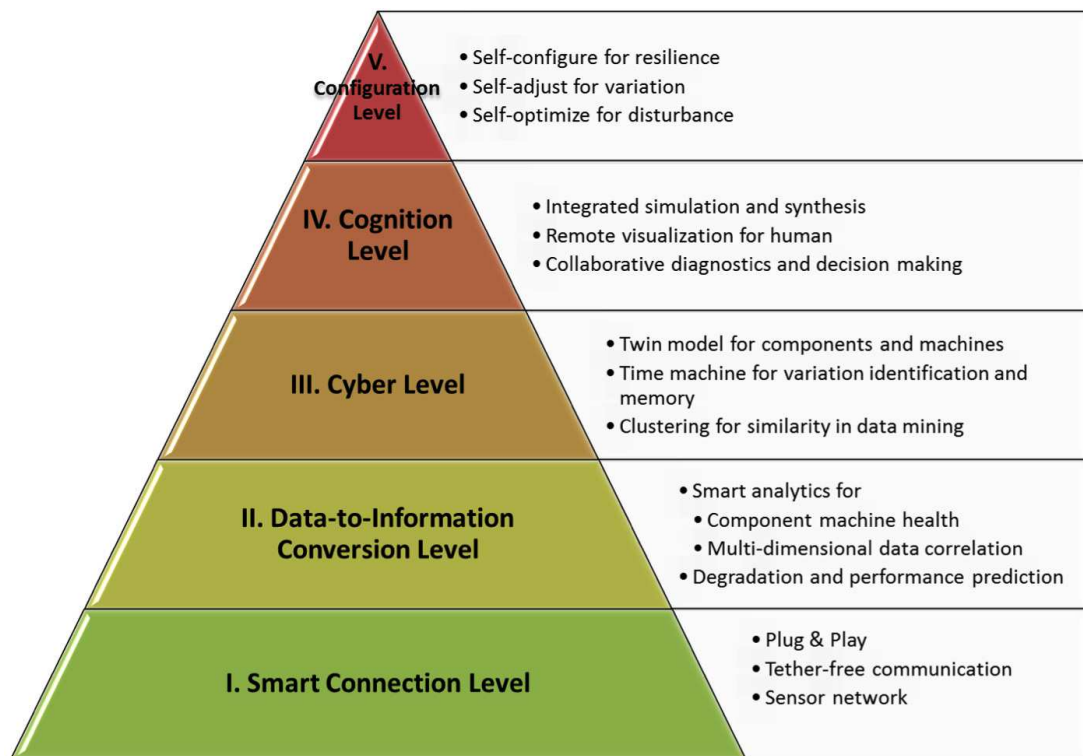 V.
Configuration
Level
• Self-configure for resilience
• Self-adjust for variation
• Self-optimize for disturbance
IV. Cognition
Level
• Integrated simulation and synthesis
• Remote visualization for human
• Collaborative diagnostics and decision making
III. Cyber Level
• Twin model for components and machines
• Time machine for variation identification and
memory
• Clustering for similarity in data mining
II. Data-to-Information
Conversion Level
• Smart analytics for
• Component machine health
• Multi-dimensional data correlation
• Degradation and performance prediction
I. Smart Connection Level
• Plug & Play
• Tether-free communication
• Sensor network